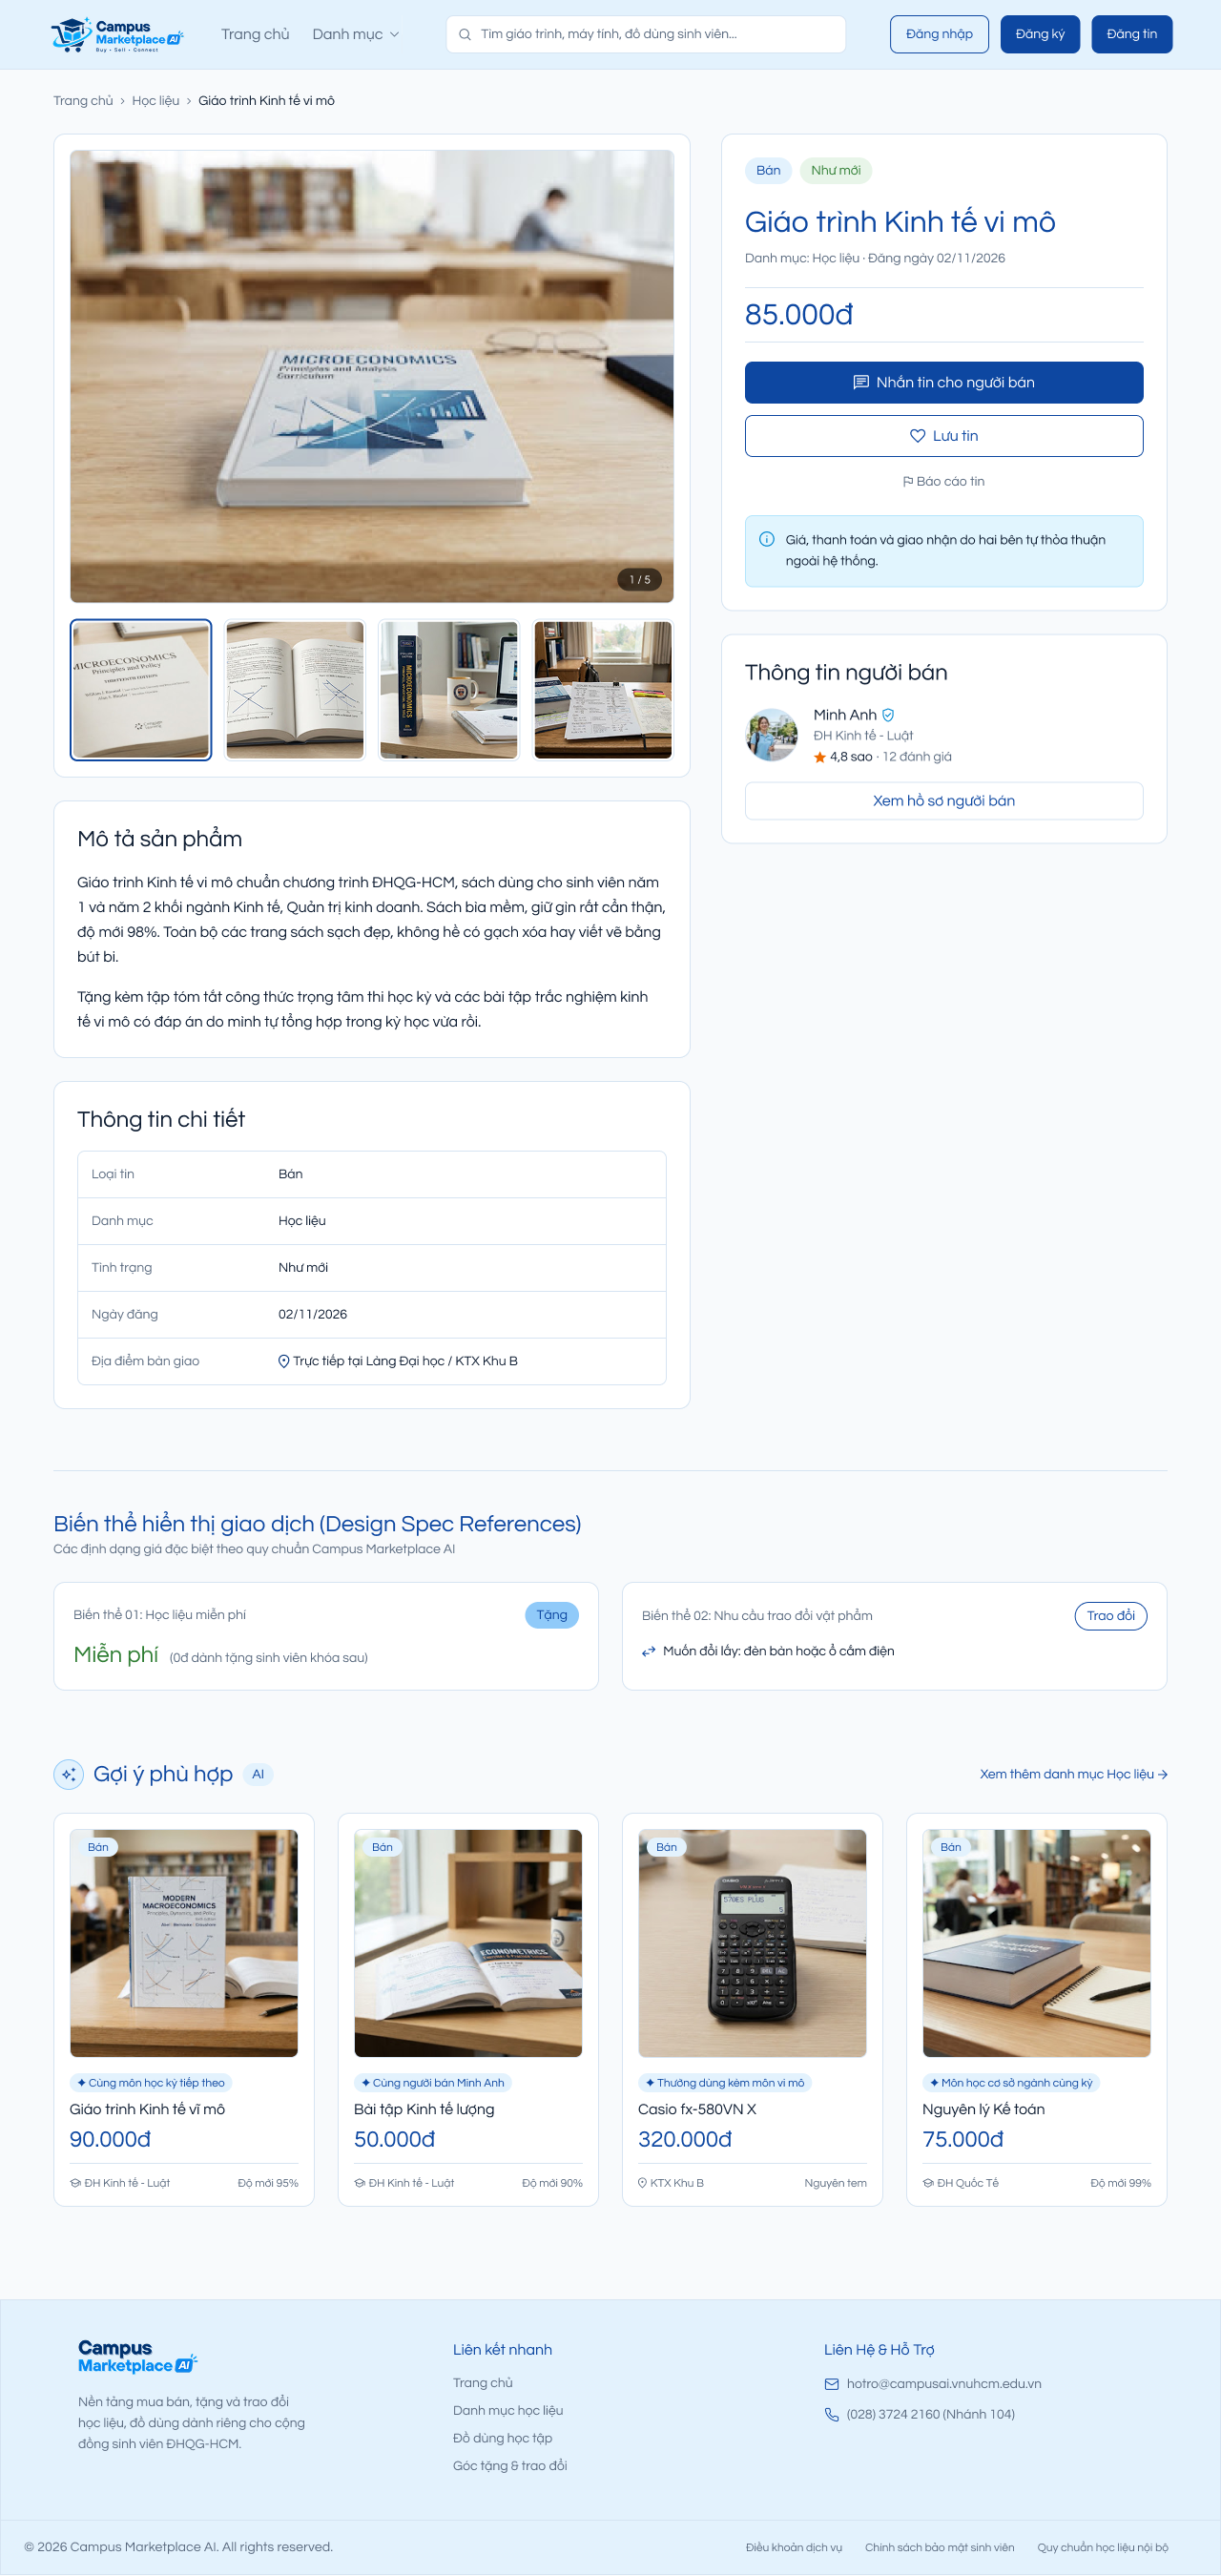 Campus
Marketplace AI
Buy • Sell • Connect
Trang chủ
Danh mục
Tìm giáo trình, máy tính, đồ dùng sinh viên...
Đăng nhập
Đăng ký
Đăng tin
Trang chủ › Học liệu › Giáo trình Kinh tế vi mô
MICROECONOMICS
Principles and Analysis
Curriculum
1 / 5
MICROECONOMICS
Principles and Policy
THIRTEENTH EDITION
MICROECONOMICS
Bán
Như mới
Giáo trình Kinh tế vi mô
Danh mục: Học liệu · Đăng ngày 02/11/2026
85.000đ
Nhắn tin cho người bán
Lưu tin
Báo cáo tin
Giá, thanh toán và giao nhận do hai bên tự thỏa thuận
ngoài hệ thống.
Thông tin người bán
Minh Anh
ĐH Kinh tế - Luật
4,8 sao · 12 đánh giá
Xem hồ sơ người bán
Mô tả sản phẩm
Giáo trình Kinh tế vi mô chuẩn chương trình ĐHQG-HCM, sách dùng cho sinh viên năm
1 và năm 2 khối ngành Kinh tế, Quản trị kinh doanh. Sách bìa mềm, giữ gìn rất cẩn thận,
độ mới 98%. Toàn bộ các trang sách sạch đẹp, không hề có gạch xóa hay viết vẽ bằng
bút bi.
Tặng kèm tập tóm tắt công thức trọng tâm thi học kỳ và các bài tập trắc nghiệm kinh
tế vi mô có đáp án do mình tự tổng hợp trong kỳ học vừa rồi.
Thông tin chi tiết
Loại tin Bán
Danh mục Học liệu
Tình trạng Như mới
Ngày đăng 02/11/2026
Địa điểm bàn giao Trực tiếp tại Làng Đại học / KTX Khu B
Biến thể hiển thị giao dịch (Design Spec References)
Các định dạng giá đặc biệt theo quy chuẩn Campus Marketplace AI
Biến thể 01: Học liệu miễn phí
Tặng
Miễn phí (0đ dành tặng sinh viên khóa sau)
Biến thể 02: Nhu cầu trao đổi vật phẩm
Trao đổi
Muốn đổi lấy: đèn bàn hoặc ổ cắm điện
Gợi ý phù hợp
AI
Xem thêm danh mục Học liệu →
Bán
MODERN
MACROECONOMICS
Cùng môn học kỳ tiếp theo
Giáo trình Kinh tế vĩ mô
90.000đ
ĐH Kinh tế - Luật
Độ mới 95%
Bán
ECONOMETRICS
Cùng người bán Minh Anh
Bài tập Kinh tế lượng
50.000đ
ĐH Kinh tế - Luật
Độ mới 90%
Bán
CASIO
570ES PLUS
Thường dùng kèm môn vi mô
Casio fx-580VN X
320.000đ
KTX Khu B
Nguyên tem
Bán
Môn học cơ sở ngành cùng kỳ
Nguyên lý Kế toán
75.000đ
ĐH Quốc Tế
Độ mới 99%
Campus
Marketplace AI
Nền tảng mua bán, tặng và trao đổi
học liệu, đồ dùng dành riêng cho cộng
đồng sinh viên ĐHQG-HCM.
Liên kết nhanh
Trang chủ
Danh mục học liệu
Đồ dùng học tập
Góc tặng & trao đổi
Liên Hệ & Hỗ Trợ
hotro@campusai.vnuhcm.edu.vn
(028) 3724 2160 (Nhánh 104)
© 2026 Campus Marketplace AI. All rights reserved.
Điều khoản dịch vụ
Chính sách bảo mật sinh viên
Quy chuẩn học liệu nội bộ